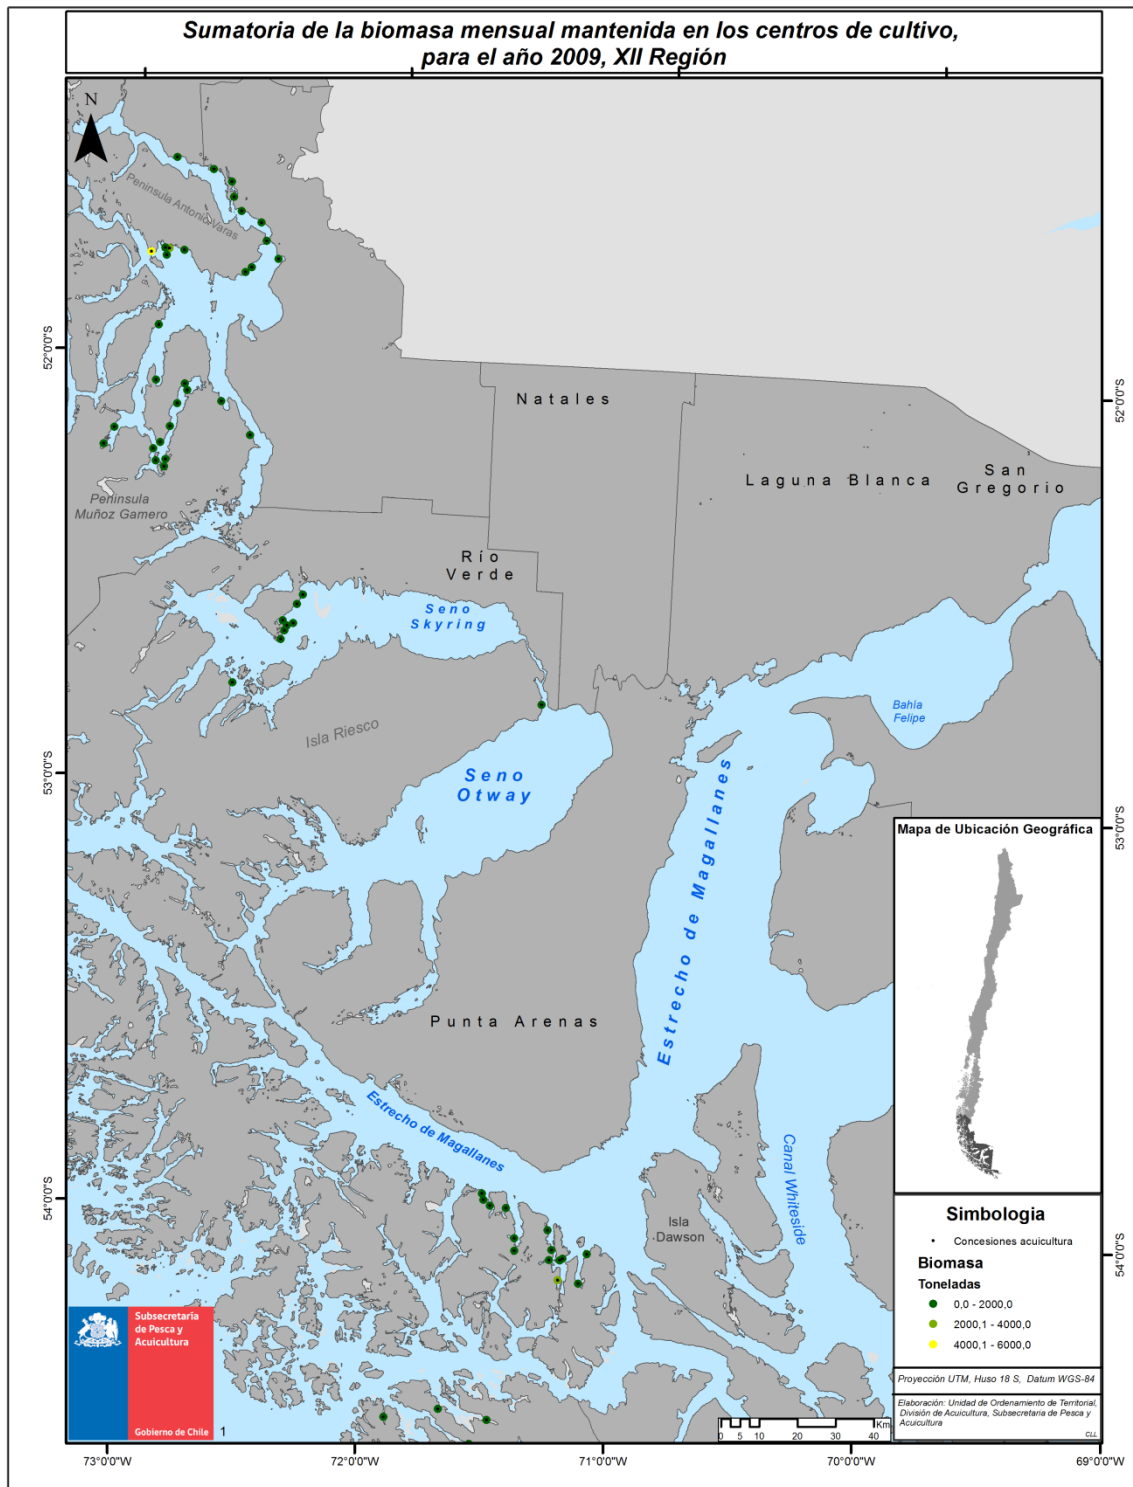 Sumatoria de la biomasa mensual mantenida en los centros de cultivo,
para el año 2009, XII Región
N
Peninsula Antonio Varas
52°0'0"S
52°0'0"S
Natales
Laguna Blanca
San
Gregorio
Peninsula
Muñoz Gamero
Río
Verde
Seno
Skyring
Bahia
Felipe
Isla Riesco
Seno
Otway
Estrecho de Magallanes
53°0'0"S
53°0'0"S
Mapa de Ubicación Geográfica
Punta Arenas
Estrecho de Magallanes
Canal Whiteside
Isla
Dawson
54°0'0"S
54°0'0"S
Simbologia
Concesiones acuicultura
Biomasa
Toneladas
0,0 - 2000,0
2000,1 - 4000,0
4000,1 - 6000,0
Proyección UTM, Huso 18 S, Datum WGS-84
Elaboración: Unidad de Ordenamiento de Territorial,
División de Acuicultura, Subsecretaria de Pesca y
Acuicultura
CLL
Subsecretaría
de Pesca y
Acuicultura
Gobierno de Chile
1
Km
0 5 10 20 30 40
73°0'0"W
72°0'0"W
71°0'0"W
70°0'0"W
69°0'0"W